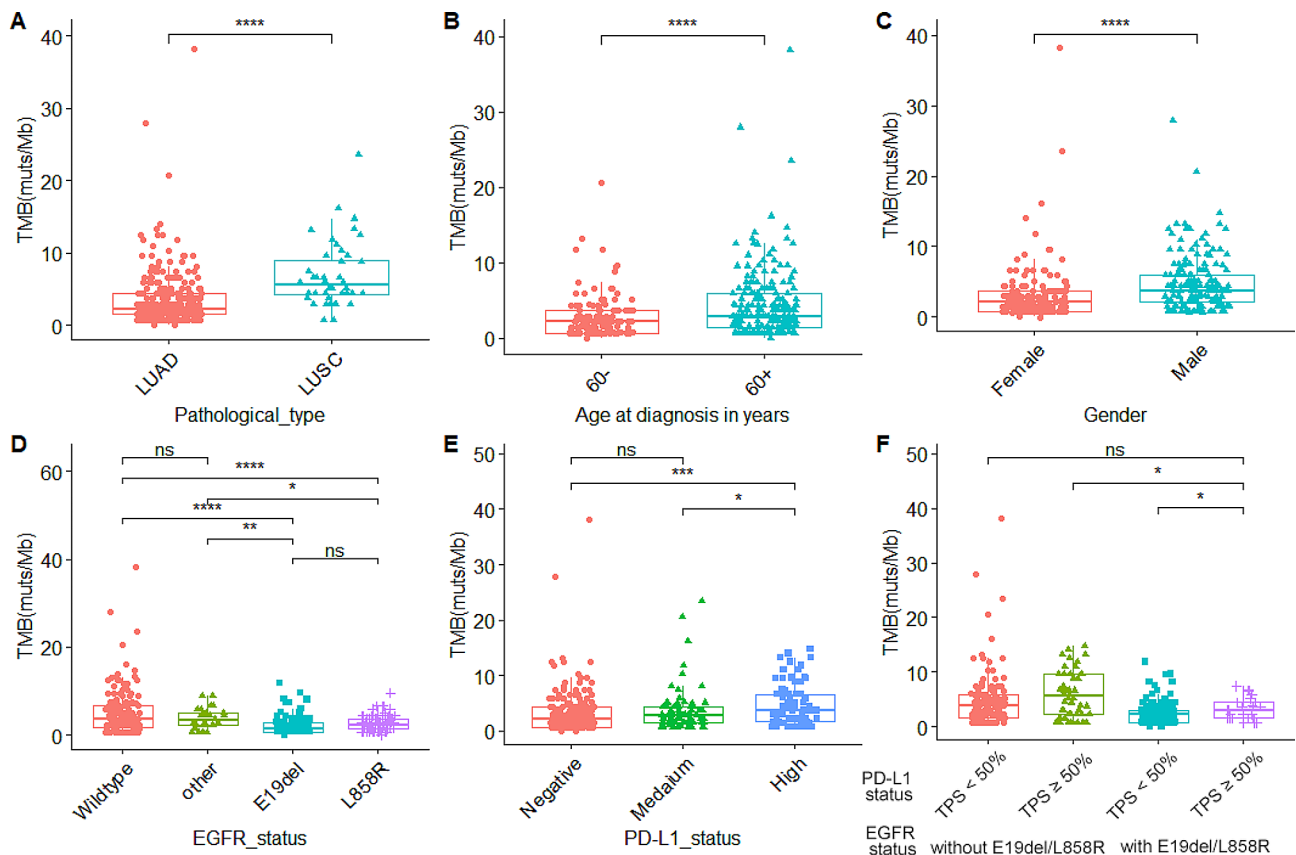 A
****
TMB(muts/Mb)
40
30
20
10
0
LUAD
LUSC
Pathological_type
B
****
TMB(muts/Mb)
40
30
20
10
0
60-
60+
Age at diagnosis in years
C
****
TMB(muts/Mb)
40
30
20
10
0
Female
Male
Gender
D
ns
****
*
****
**
ns
TMB(muts/Mb)
60
40
20
0
Wildtype
other
E19del
L858R
EGFR_status
E
ns
***
*
TMB(muts/Mb)
50
40
30
20
10
0
Negative
Medaium
High
PD-L1_status
F
ns
*
*
TMB(muts/Mb)
50
40
30
20
10
0
PD-L1
status
TPS < 50%
TPS ≥ 50%
TPS < 50%
TPS ≥ 50%
EGFR
status
without E19del/L858R
with E19del/L858R